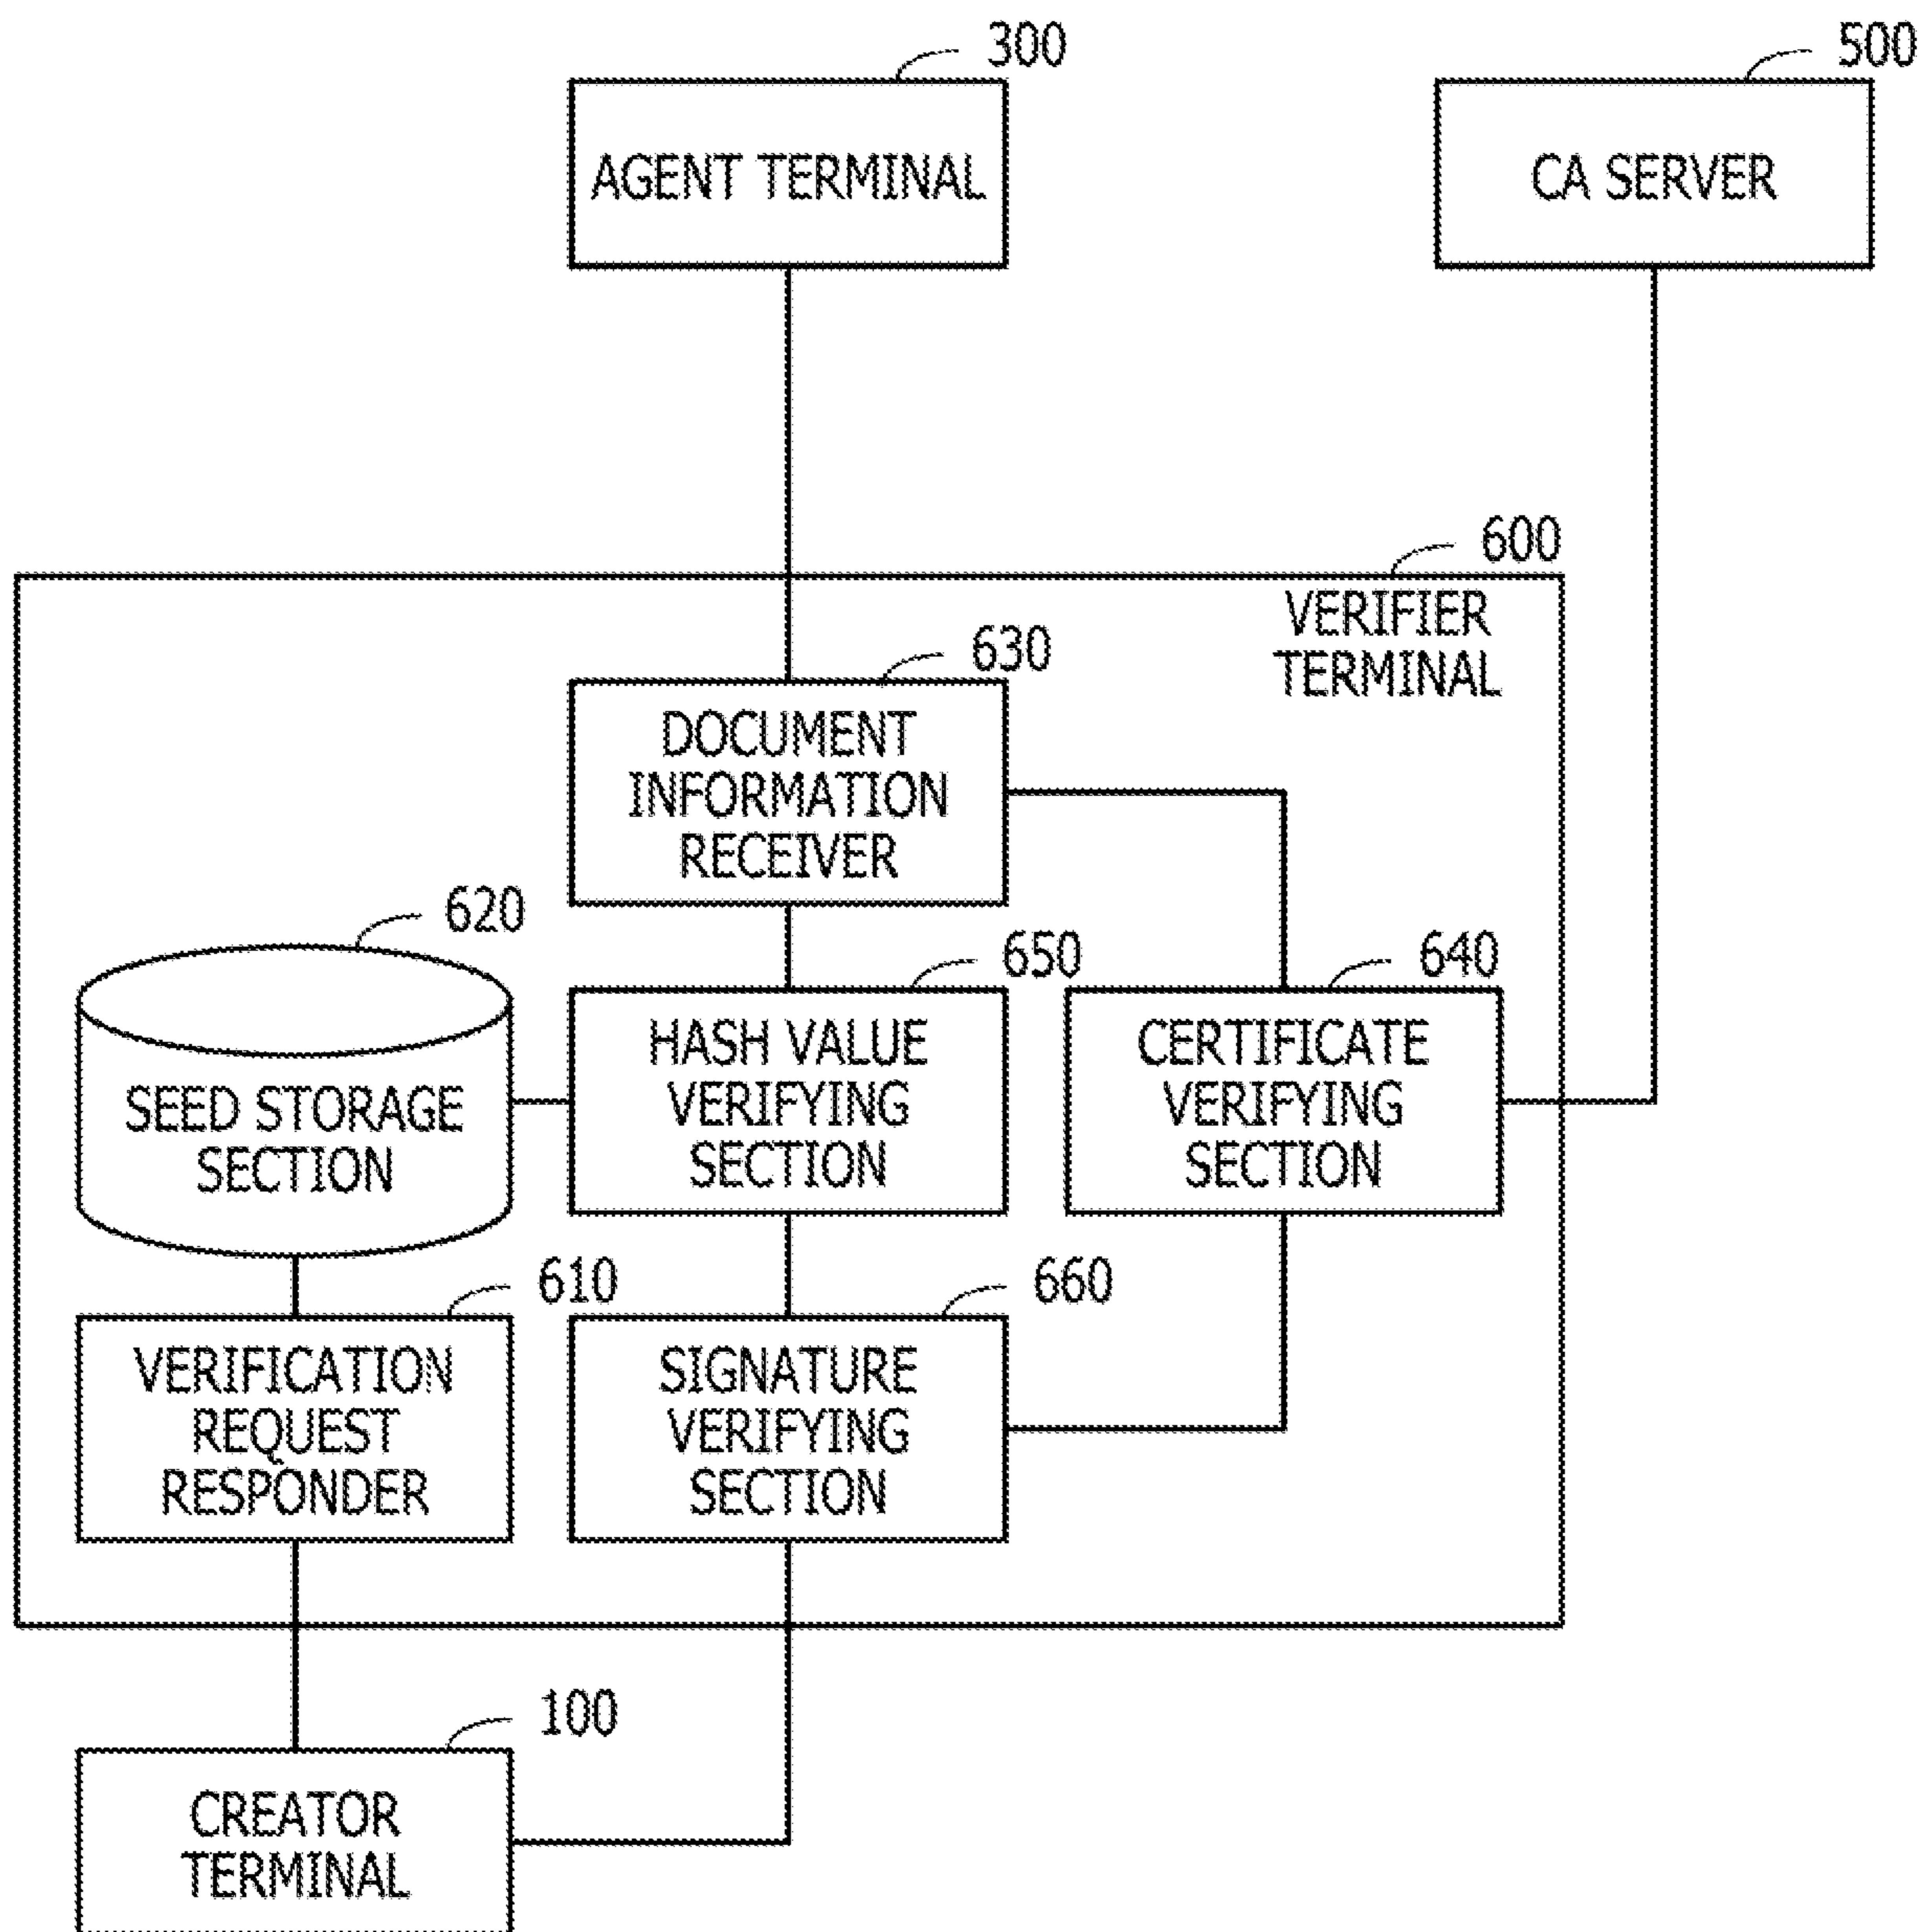 300
AGENT TERMINAL
500
CA SERVER
600
VERIFIER
TERMINAL
630
DOCUMENT
INFORMATION
RECEIVER
620
SEED STORAGE
SECTION
650
HASH VALUE
VERIFYING
SECTION
640
CERTIFICATE
VERIFYING
SECTION
610
VERIFICATION
REQUEST
RESPONDER
660
SIGNATURE
VERIFYING
SECTION
100
CREATOR
TERMINAL